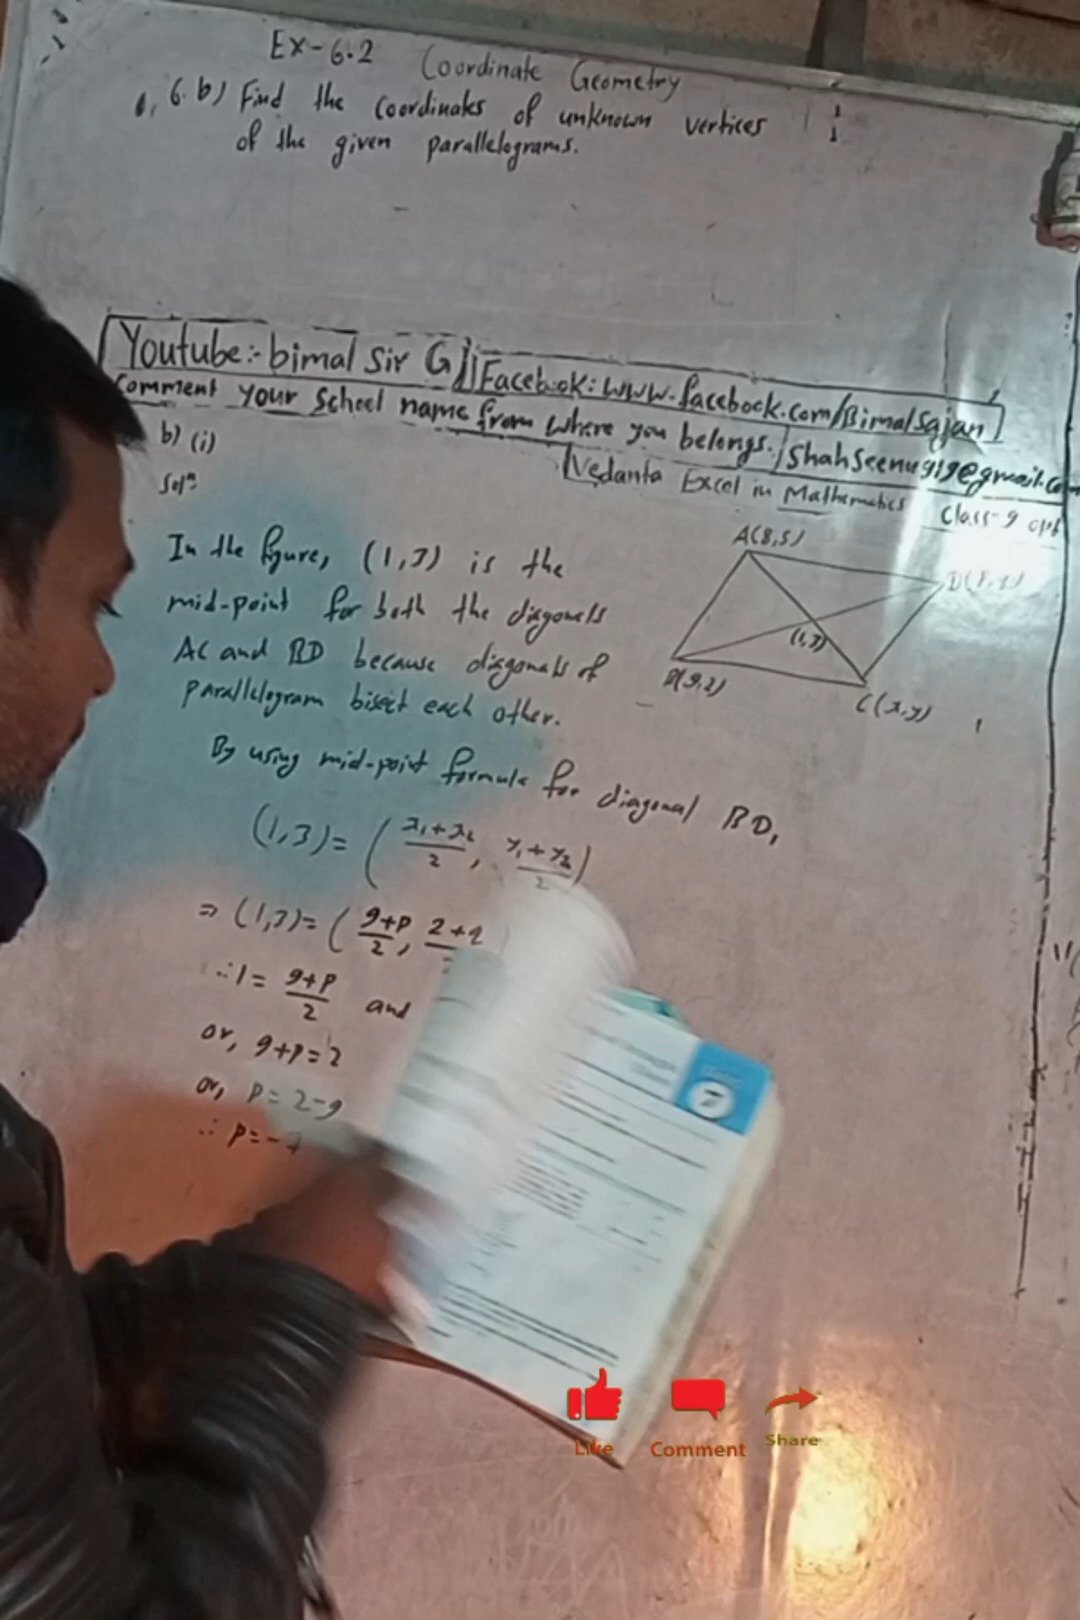 Ex-6.2 Coordinate Geometry
6. b) Find the coordinates of unknown vertices
of the given parallelograms.
Youtube:- bimal Sir G
Facebook: www.facebook.com/Bimalsajan
Comment your School name from where you belongs.
Vedanta Excel in Mathematics Class-9 opt
b) (i)
Solⁿ:
In the figure, (1,3) is the
mid-point for both the diagonals
AC and BD because diagonals of
parallelogram bisect each other.
A(8,5)
(1,3)
B(9,2)
C(x,y)
By using mid-point formula for diagonal BD,
(1,3) = ( x₁+x₂/2, y₁+y₂/2 )
⇒ (1,3) = ( 9+p/2, 2+q
∴ 1 = 9+p/2 and
or, 9+p = 2
or, p = 2-9
∴ p = -7
7
Like Comment Share